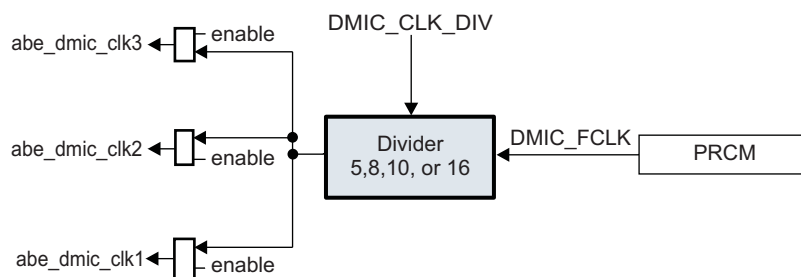 DMIC_CLK_DIV
enable
abe_dmic_clk3
Divider
5,8,10, or 16
DMIC_FCLK
PRCM
abe_dmic_clk2
enable
abe_dmic_clk1
enable